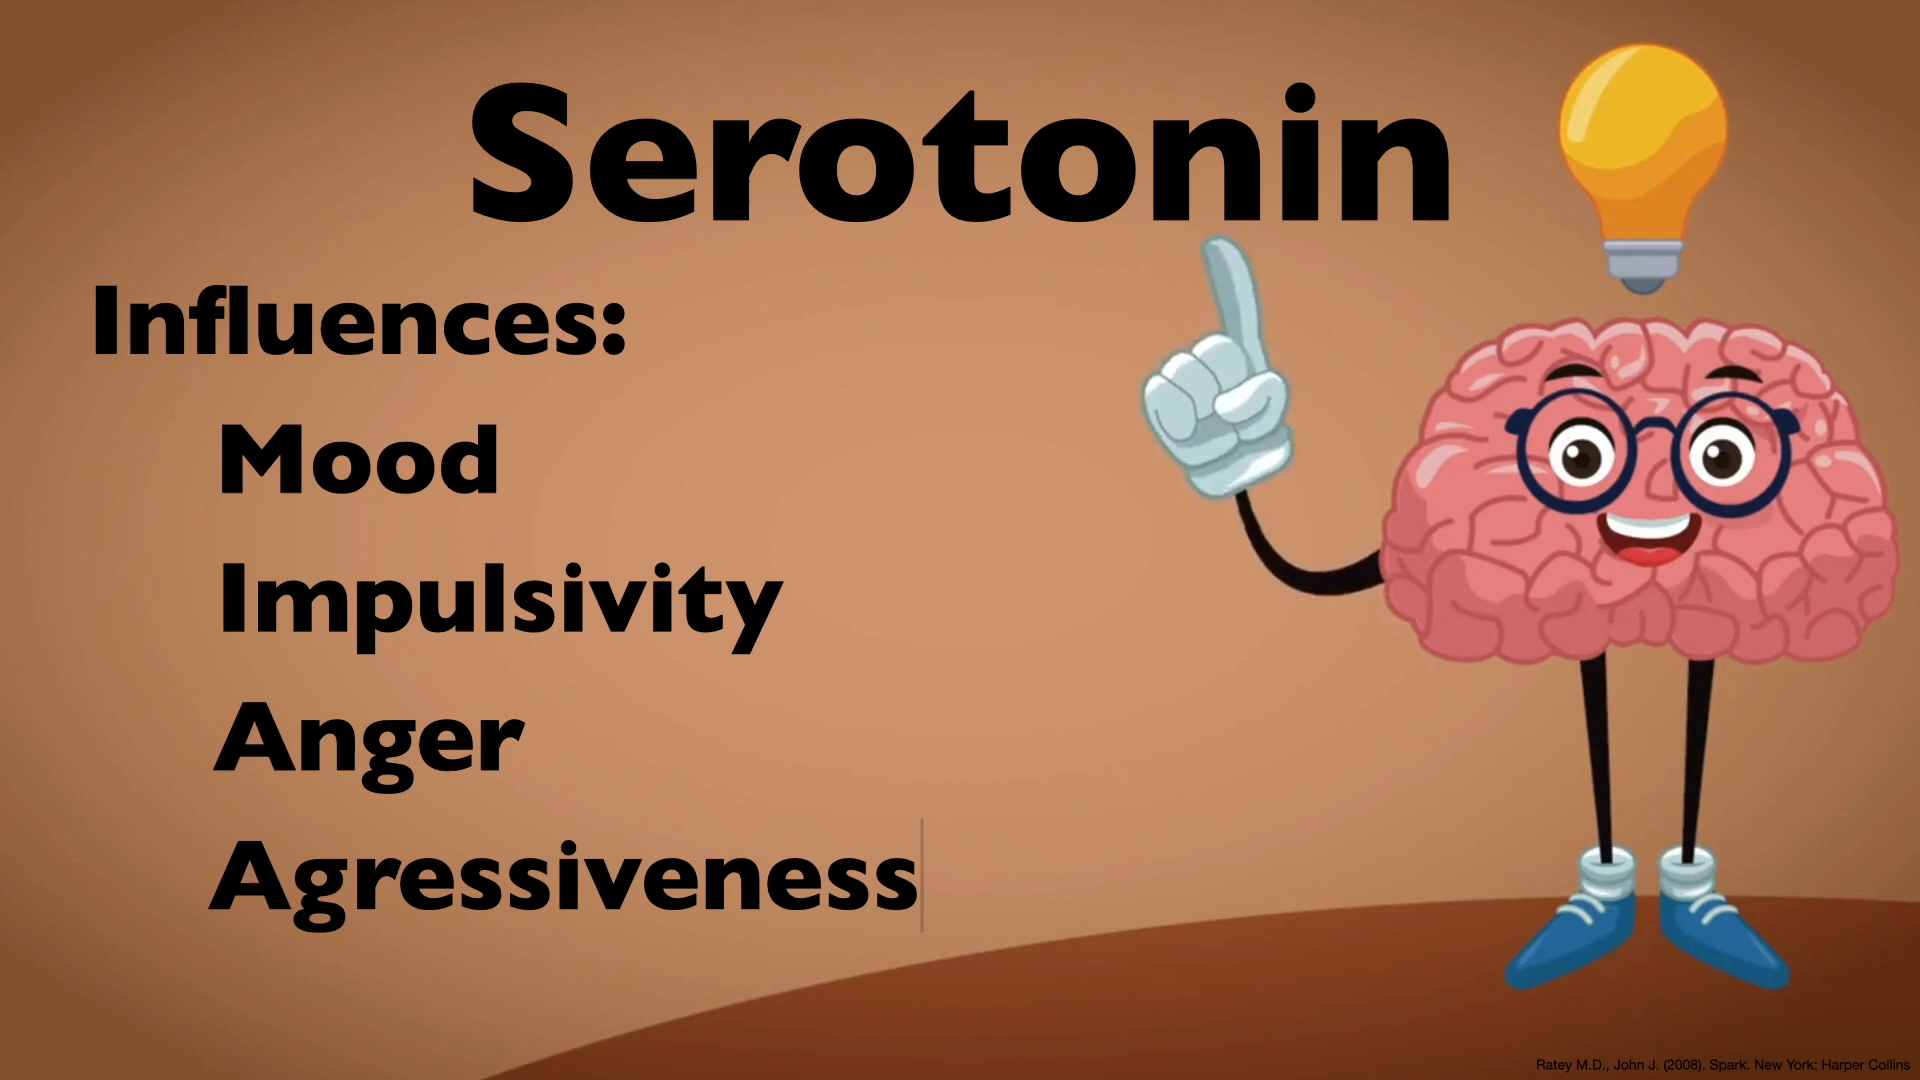 Serotonin
Influences:
Mood
Impulsivity
Anger
Agressiveness
Ratey M.D., John J. (2008). Spark. New York: Harper Collins